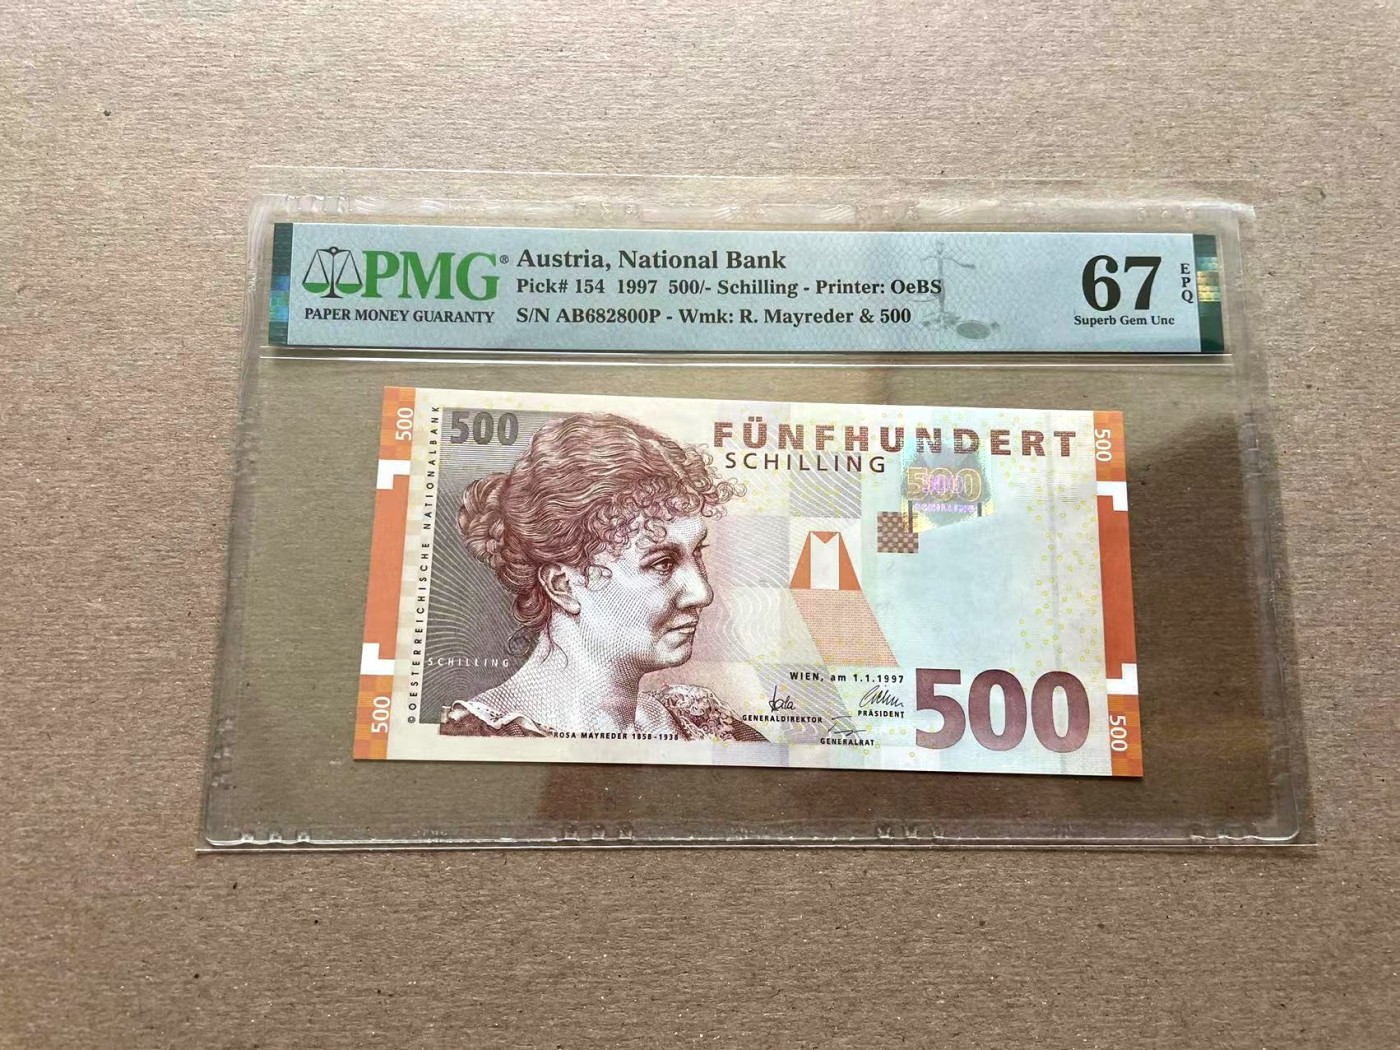 PMG®
PAPER MONEY GUARANTY
Austria, National Bank
Pick# 154 1997 500/- Schilling - Printer: OeBS
S/N AB682800P - Wmk: R. Mayreder & 500
67
EPQ
Superb Gem Unc
500
500
FÜNFHUNDERT
SCHILLING
500
SCHILLING
500
© OESTERREICHISCHE NATIONALBANK
SCHILLING
WIEN, am 1.1.1997
GENERALDIREKTOR
PRÄSIDENT
GENERALRAT
500
500
ROSA MAYREDER 1858-1938
500